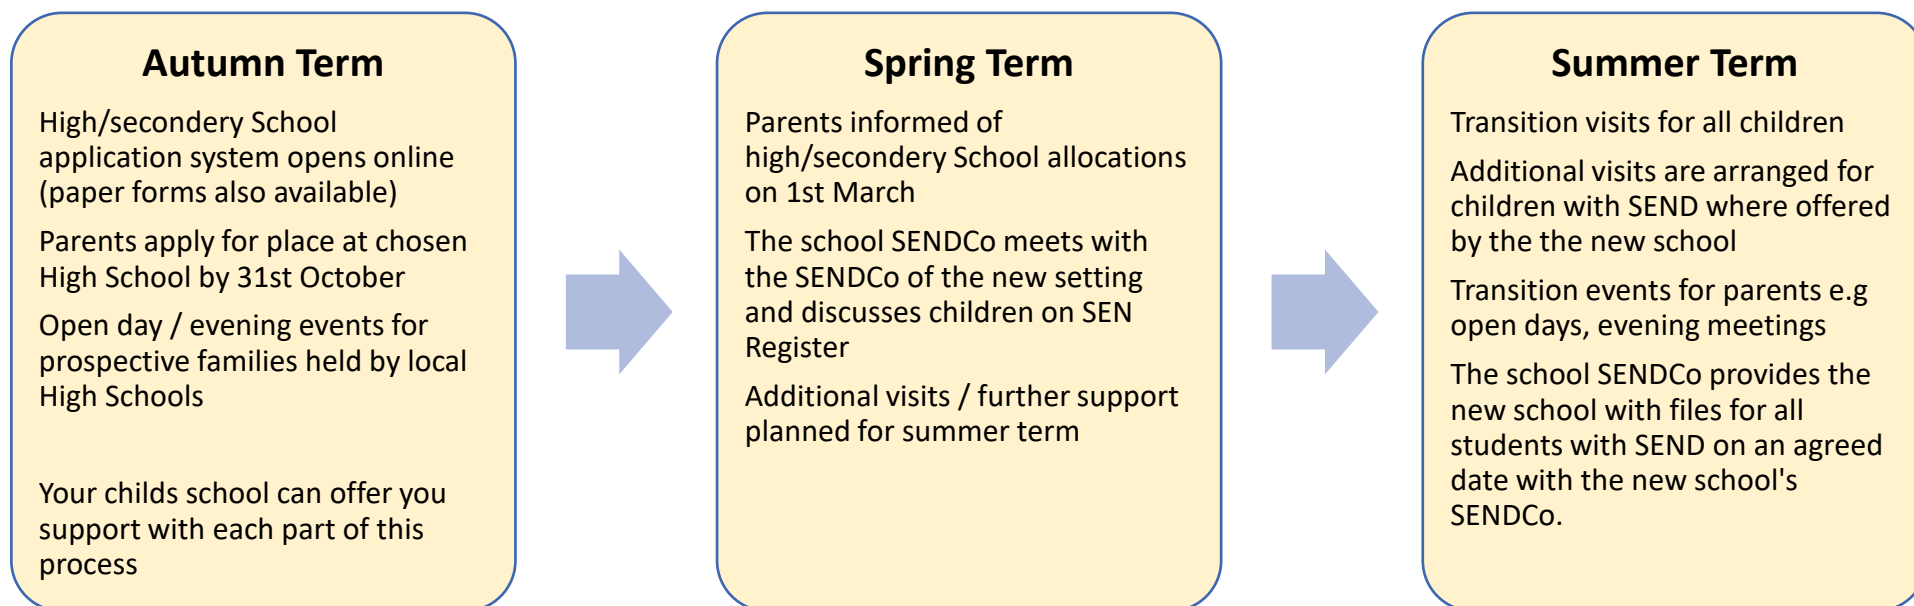 Autumn Term
High/secondery School
application system opens online
(paper forms also available)
Parents apply for place at chosen
High School by 31st October
Open day / evening events for
prospective families held by local
High Schools
Your childs school can offer you
support with each part of this
process
Spring Term
Parents informed of
high/secondery School allocations
on 1st March
The school SENDCo meets with
the SENDCo of the new setting
and discusses children on SEN
Register
Additional visits / further support
planned for summer term
Summer Term
Transition visits for all children
Additional visits are arranged for
children with SEND where offered
by the the new school
Transition events for parents e.g
open days, evening meetings
The school SENDCo provides the
new school with files for all
students with SEND on an agreed
date with the new school's
SENDCo.